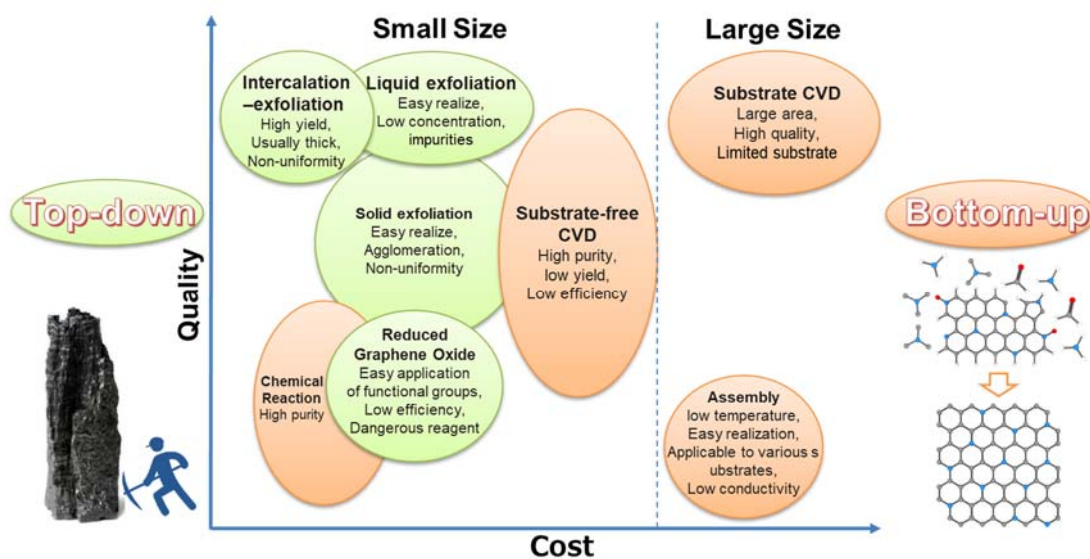 Small Size
Large Size
Intercalation
–exfoliation
High yield,
Usually thick,
Non-uniformity
Liquid exfoliation
Easy realize,
Low concentration,
impurities
Substrate CVD
Large area,
High quality,
Limited substrate
Top-down
Solid exfoliation
Easy realize,
Agglomeration,
Non-uniformity
Substrate-free
CVD
High purity,
low yield,
Low efficiency
Bottom-up
Quality
Chemical
Reaction
High purity
Reduced
Graphene Oxide
Easy application
of functional groups,
Low efficiency,
Dangerous reagent
Assembly
low temperature,
Easy realization,
Applicable to various s
ubstrates,
Low conductivity
Cost